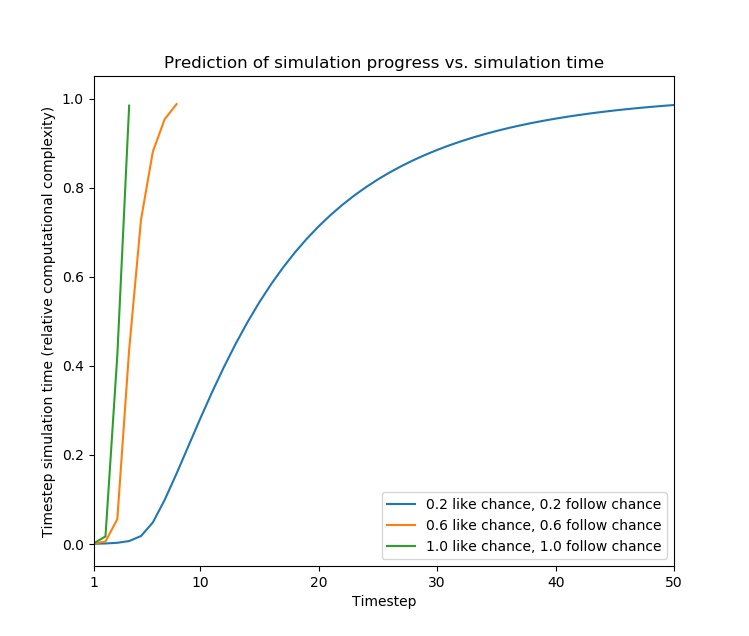 Prediction of simulation progress vs. simulation time
Timestep simulation time (relative computational complexity)
1.0
0.8
0.6
0.4
0.2
0.0
0.2 like chance, 0.2 follow chance
0.6 like chance, 0.6 follow chance
1.0 like chance, 1.0 follow chance
1 10 20 30 40 50
Timestep